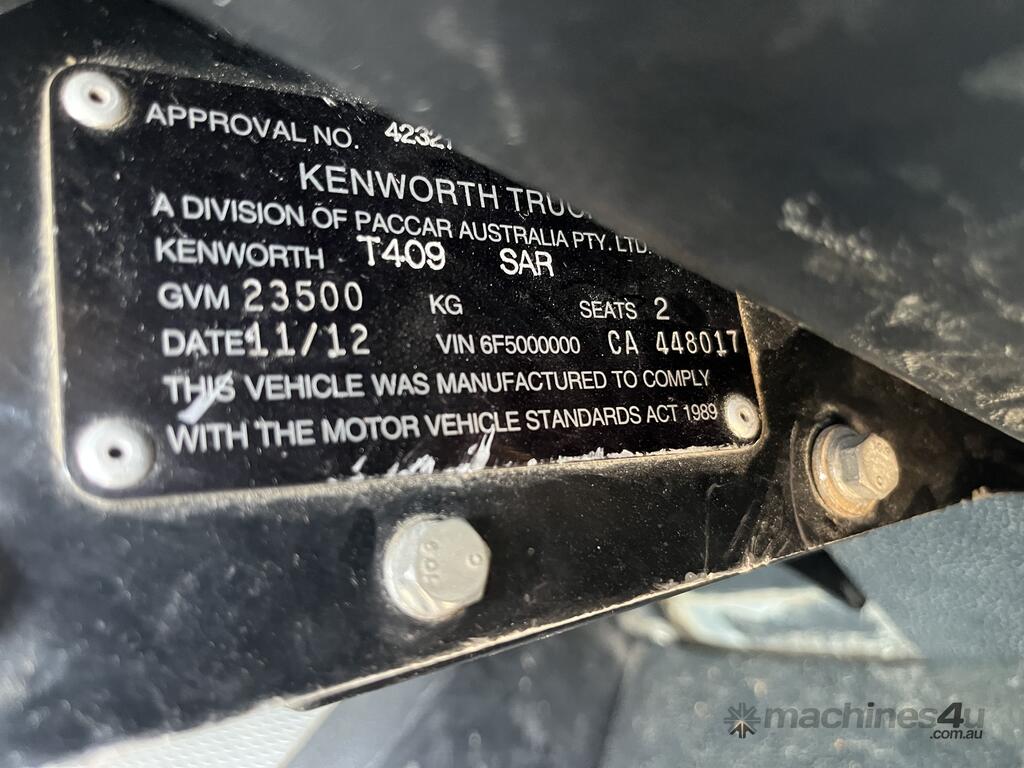 APPROVAL NO.
KENWORTH
A DIVISION OF PACCAR AUSTRALIA PTY. LTD.
KENWORTH T409 SAR
GVM 23500 KG SEATS 2
DATE 11/12 VIN 6F5000000 CA 448017
THIS VEHICLE WAS MANUFACTURED TO COMPLY
WITH THE MOTOR VEHICLE STANDARDS ACT 1989
machines4u
.com.au